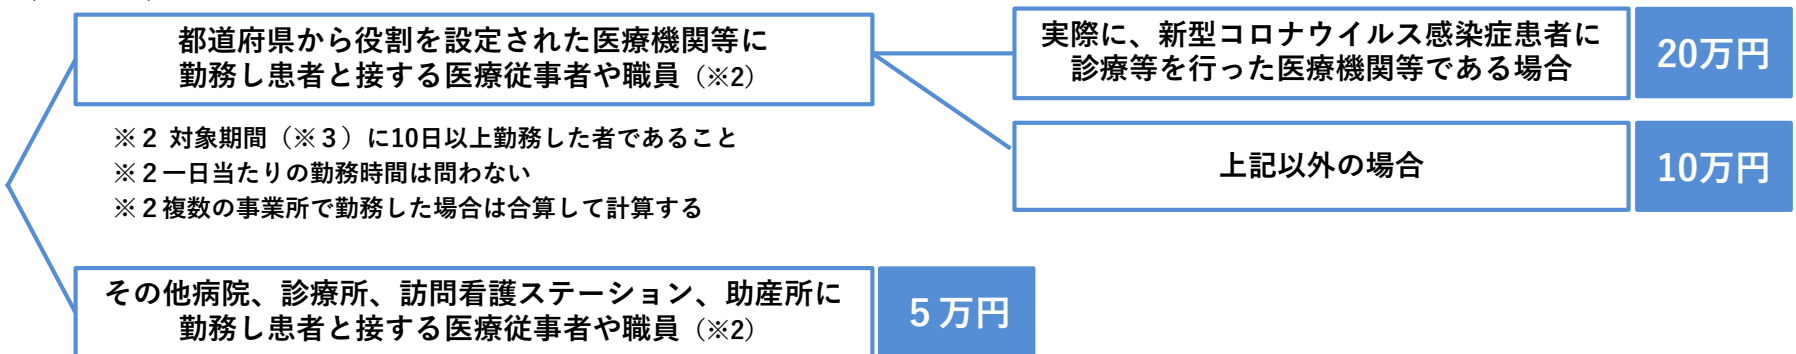 都道府県から役割を設定された医療機関等に
勤務し患者と接する医療従事者や職員（※2）
実際に、新型コロナウイルス感染症患者に
診療等を行った医療機関等である場合
20万円
※２ 対象期間（※３）に10日以上勤務した者であること
※２一日当たりの勤務時間は問わない
※２複数の事業所で勤務した場合は合算して計算する
上記以外の場合
10万円
その他病院、診療所、訪問看護ステーション、助産所に
勤務し患者と接する医療従事者や職員（※2）
５万円